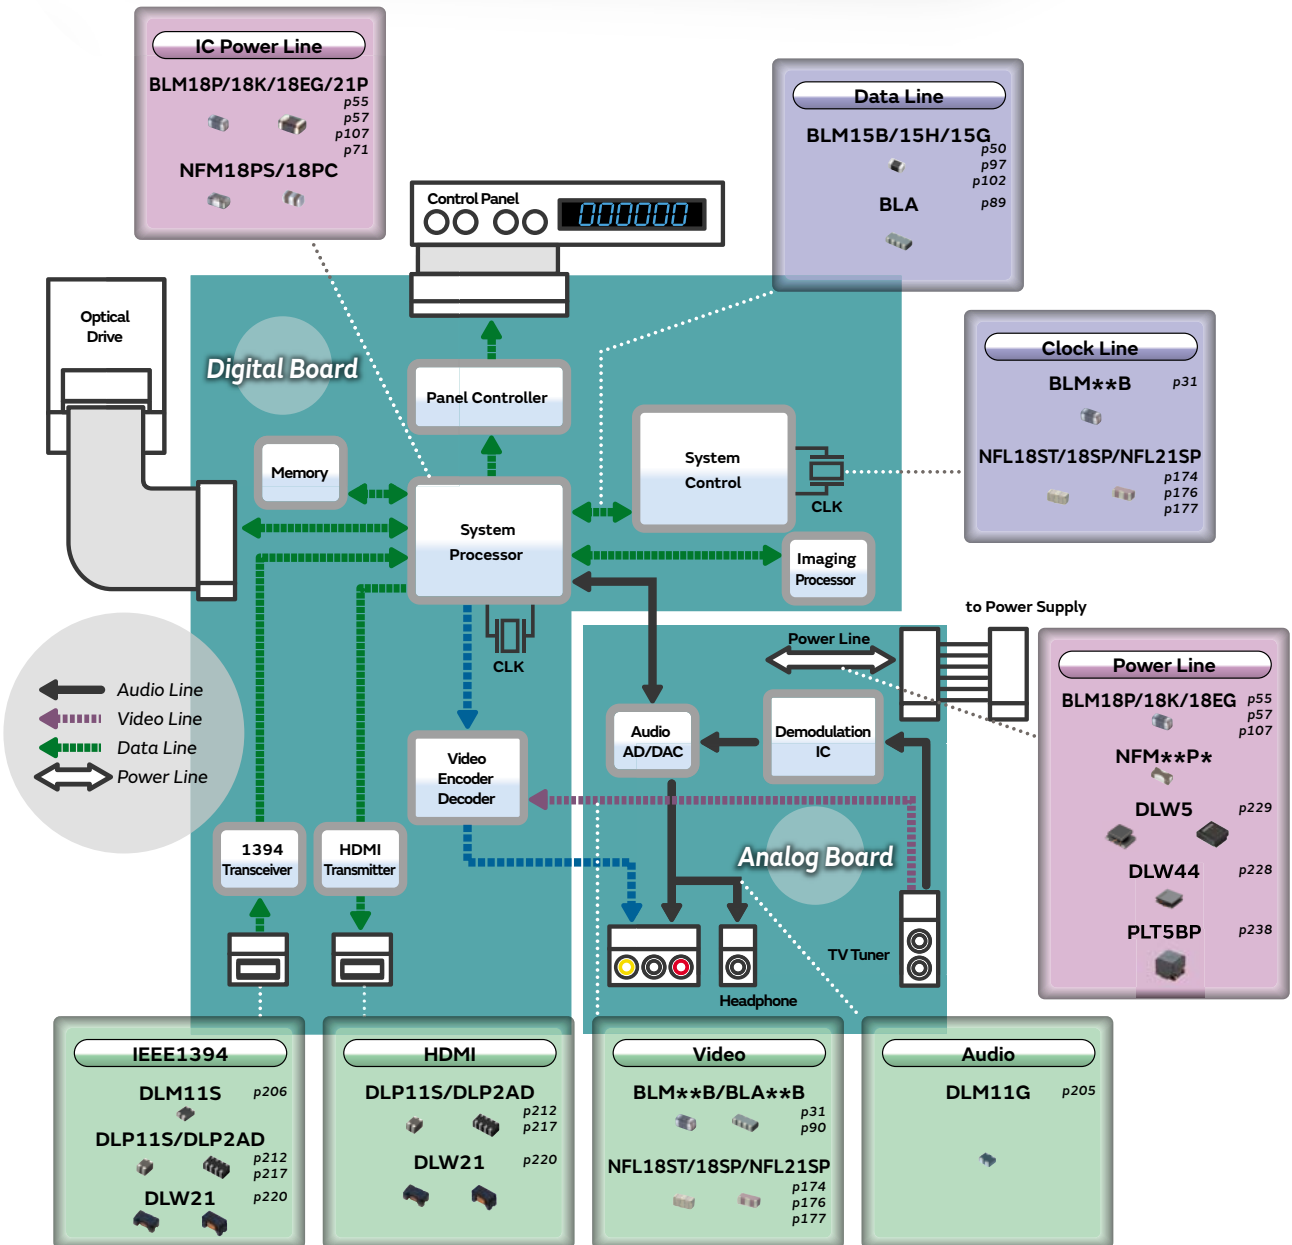 IC Power Line
BLM18P/18K/18EG/21P
p55
p57
p107
p71
NFM18PS/18PC
Data Line
BLM15B/15H/15G
p50
p97
p102
BLA p89
Control Panel
000000
Optical
Drive
Digital Board
Panel Controller
Clock Line
BLM**B p31
NFL18ST/18SP/NFL21SP
p174
p176
p177
Memory
System
Control
CLK
System
Processor
Imaging
Processor
CLK
to Power Supply
Power Line
Audio Line
Video Line
Data Line
Power Line
Power Line
BLM18P/18K/18EG p55
p57
p107
NFM**P*
DLW5 p229
DLW44 p228
PLT5BP p238
Audio
AD/DAC
Demodulation
IC
Video
Encoder
Decoder
1394
Transceiver
HDMI
Transmitter
Analog Board
TV Tuner
Headphone
IEEE1394
DLM11S p206
DLP11S/DLP2AD
p212
p217
DLW21 p220
HDMI
DLP11S/DLP2AD
p212
p217
DLW21 p220
Video
BLM**B/BLA**B
p31
p90
NFL18ST/18SP/NFL21SP
p174
p176
p177
Audio
DLM11G p205